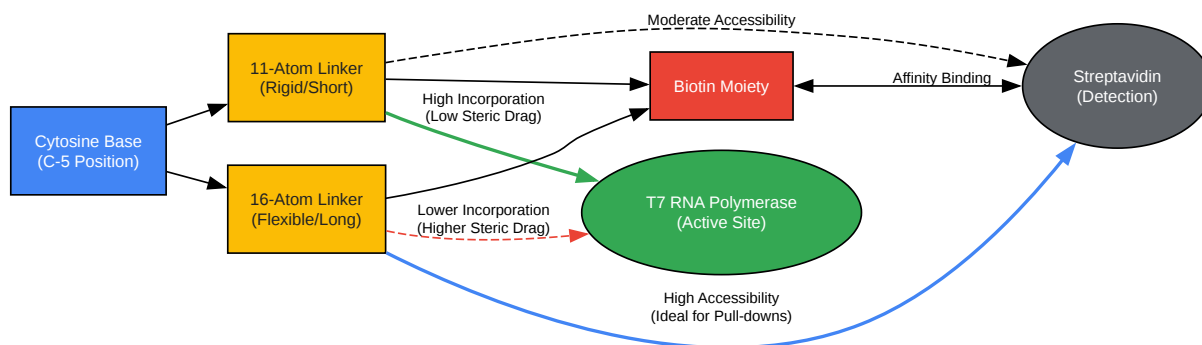 Moderate Accessibility
11-Atom Linker
(Rigid/Short)
Biotin Moiety
Affinity Binding
Streptavidin
(Detection)
High Incorporation
(Low Steric Drag)
Cytosine Base
(C-5 Position)
16-Atom Linker
(Flexible/Long)
Lower Incorporation
(Higher Steric Drag)
T7 RNA Polymerase
(Active Site)
High Accessibility
(Ideal for Pull-downs)